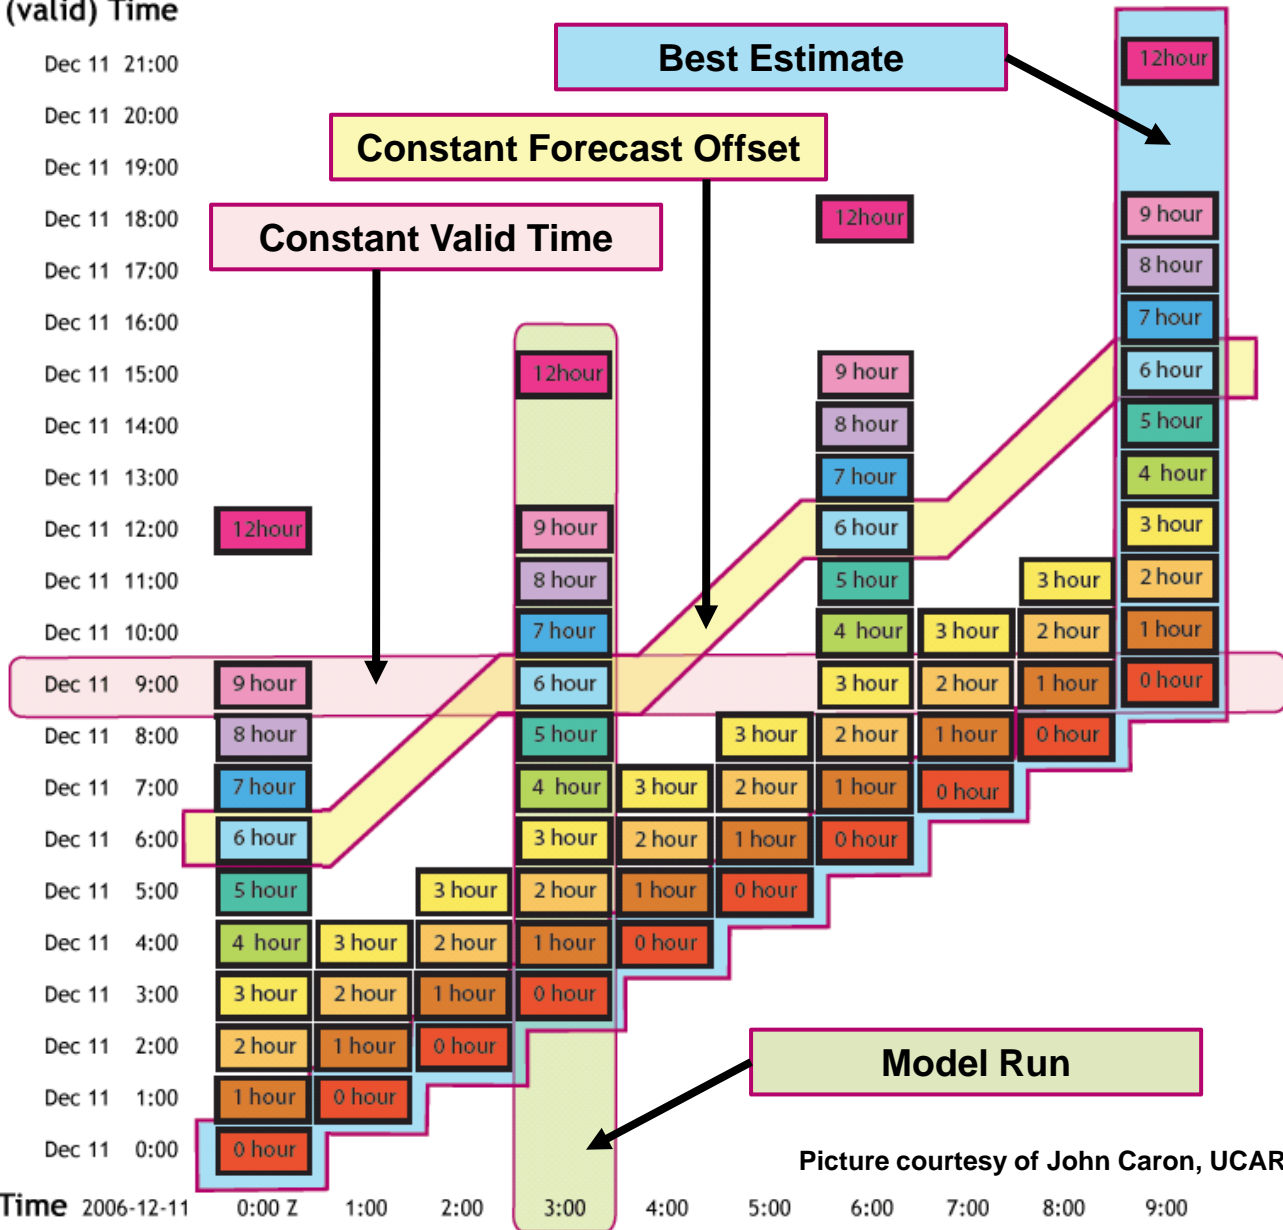 (valid) Time
Dec 11 21:00 12hour
Best Estimate
Dec 11 20:00
Constant Forecast Offset
Dec 11 19:00
Dec 11 18:00 12hour 9 hour
Constant Valid Time
Dec 11 17:00 8 hour
Dec 11 16:00 7 hour
Dec 11 15:00 12hour 9 hour 6 hour
Dec 11 14:00 8 hour 5 hour
Dec 11 13:00 7 hour 4 hour
Dec 11 12:00 12hour 9 hour 6 hour 3 hour
Dec 11 11:00 8 hour 5 hour 3 hour 2 hour
Dec 11 10:00 7 hour 4 hour 3 hour 2 hour 1 hour
Dec 11 9:00 9 hour 6 hour 3 hour 2 hour 1 hour 0 hour
Dec 11 8:00 8 hour 5 hour 3 hour 2 hour 1 hour 0 hour
Dec 11 7:00 7 hour 4 hour 3 hour 2 hour 1 hour 0 hour
Dec 11 6:00 6 hour 3 hour 2 hour 1 hour 0 hour
Dec 11 5:00 5 hour 3 hour 2 hour 1 hour 0 hour
Dec 11 4:00 4 hour 3 hour 2 hour 1 hour 0 hour
Dec 11 3:00 3 hour 2 hour 1 hour 0 hour
Dec 11 2:00 2 hour 1 hour 0 hour
Model Run
Dec 11 1:00 1 hour 0 hour
Dec 11 0:00 0 hour
Picture courtesy of John Caron, UCAR
Time 2006-12-11 0:00 Z 1:00 2:00 3:00 4:00 5:00 6:00 7:00 8:00 9:00